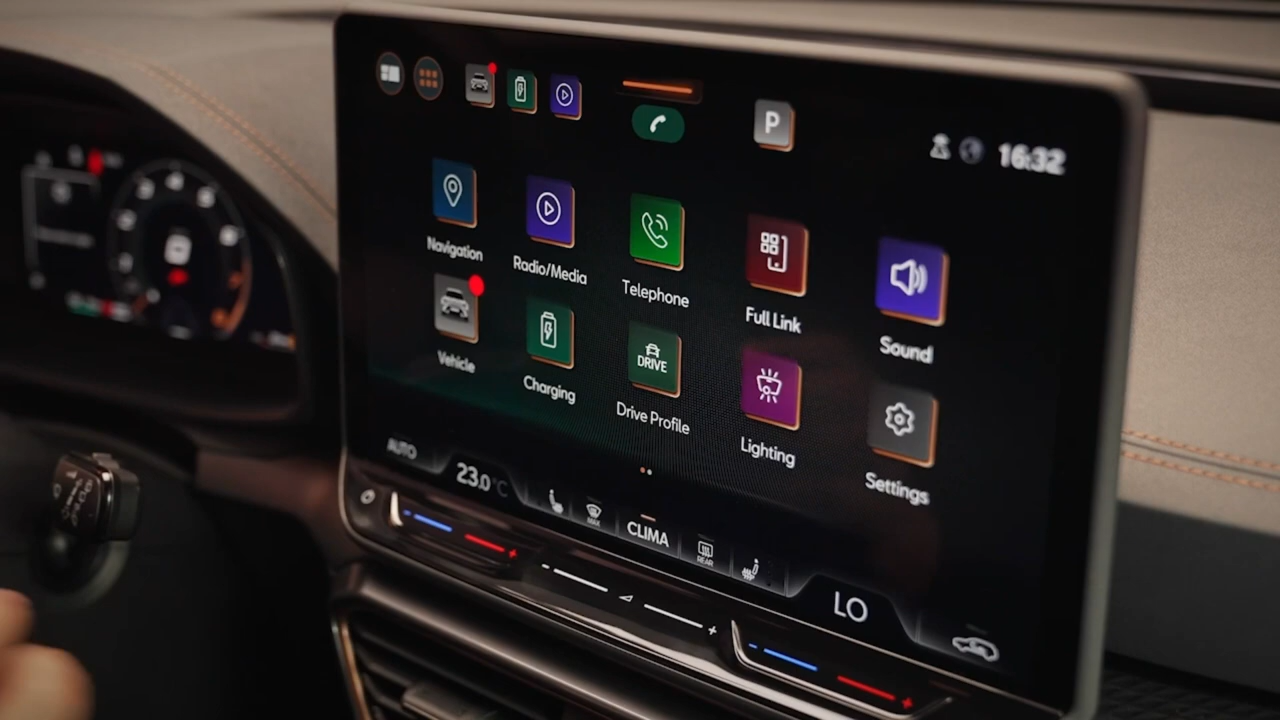 P
16:32
Navigation
Radio/Media
Telephone
Full Link
Sound
Vehicle
Charging
DRIVE
Drive Profile
Lighting
Settings
AUTO
23.0°C
MAX
CLIMA
REAR
LO